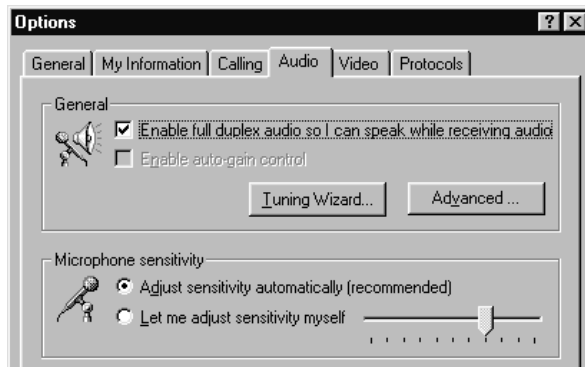 Options
General My Information Calling Audio Video Protocols
General
Enable full duplex audio so I can speak while receiving audio
Enable auto-gain control
Tuning Wizard... Advanced ...
Microphone sensitivity
Adjust sensitivity automatically (recommended)
Let me adjust sensitivity myself